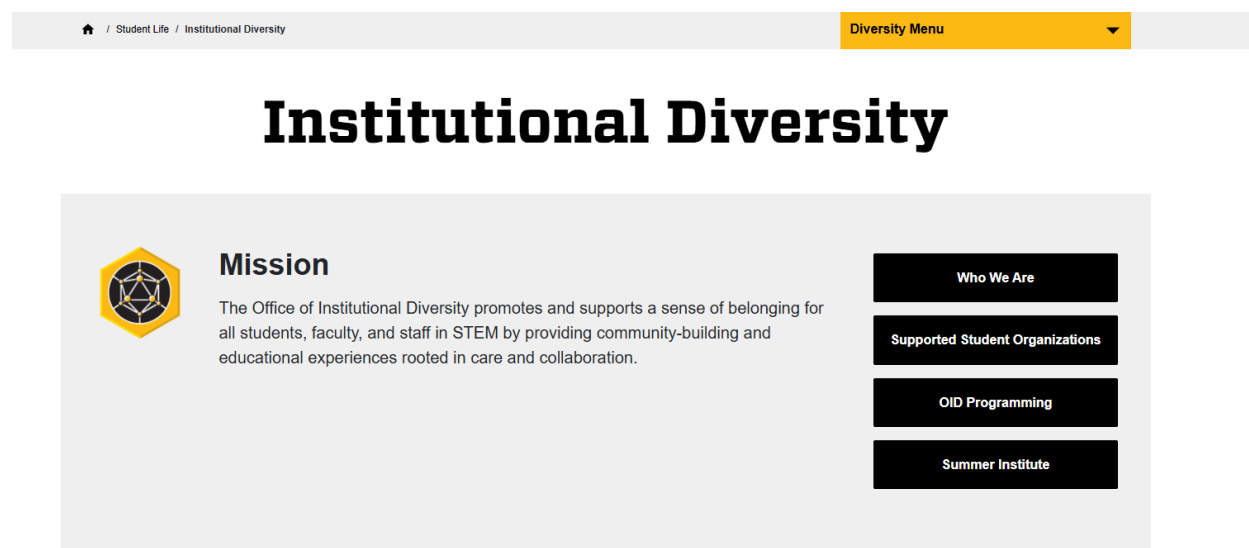 / Student Life / Institutional Diversity
Diversity Menu
Institutional Diversity
Mission
The Office of Institutional Diversity promotes and supports a sense of belonging for
all students, faculty, and staff in STEM by providing community-building and
educational experiences rooted in care and collaboration.
Who We Are
Supported Student Organizations
OID Programming
Summer Institute